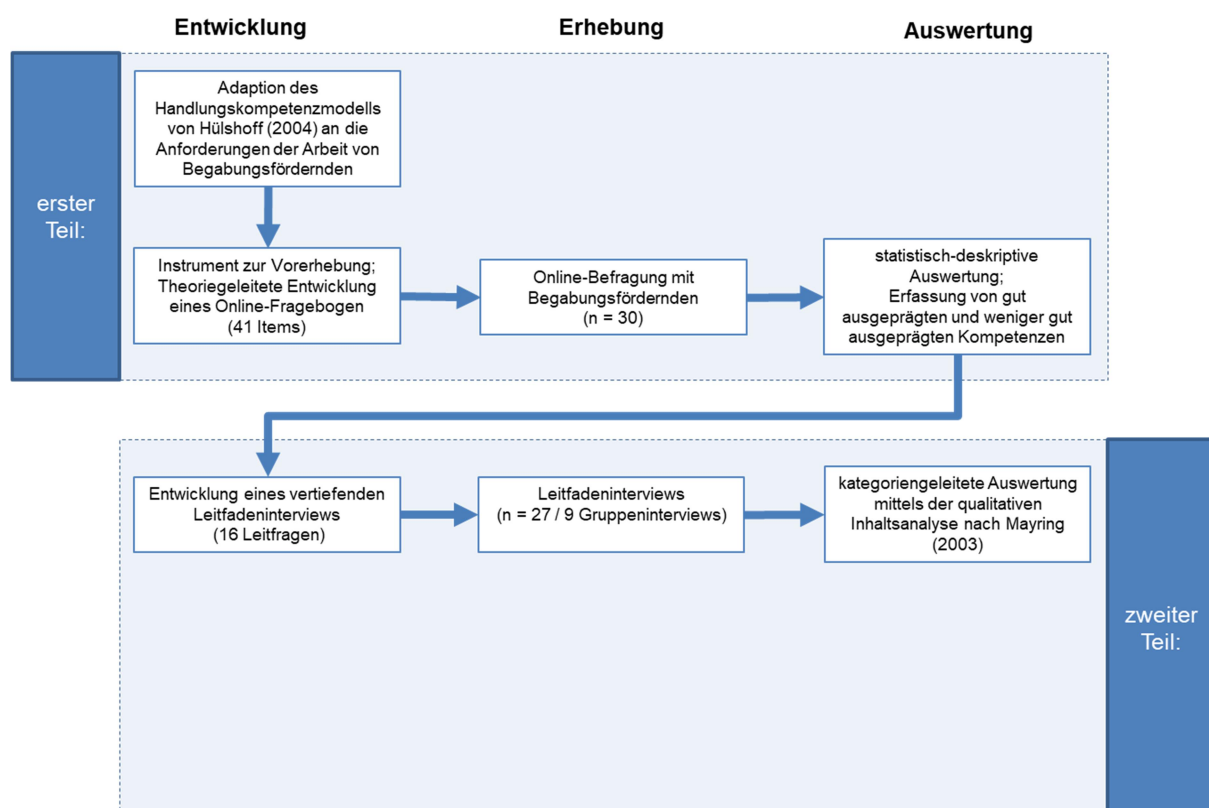 Entwicklung
Erhebung
Auswertung
erster
Teil:
Adaption des
Handlungskompetenzmodells
von Hülshoff (2004) an die
Anforderungen der Arbeit von
Begabungsfördernden
Instrument zur Vorerhebung;
Theoriegeleitete Entwicklung
eines Online-Fragebogen
(41 Items)
Online-Befragung mit
Begabungsfördernden
(n = 30)
statistisch-deskriptive
Auswertung;
Erfassung von gut
ausgeprägten und weniger gut
ausgeprägten Kompetenzen
Entwicklung eines vertiefenden
Leitfadeninterviews
(16 Leitfragen)
Leitfadeninterviews
(n = 27 / 9 Gruppeninterviews)
kategoriengeleitete Auswertung
mittels der qualitativen
Inhaltsanalyse nach Mayring
(2003)
zweiter
Teil: